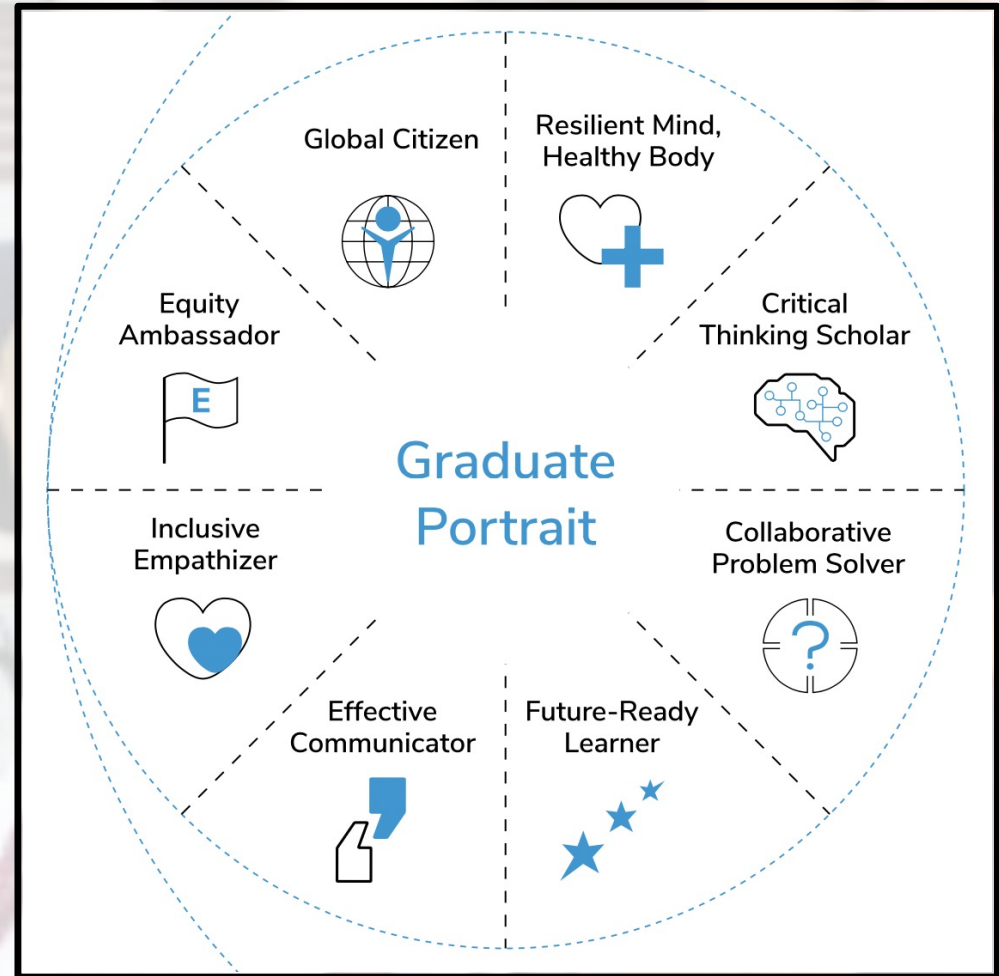 Global Citizen
Resilient Mind,
Healthy Body
Equity
Ambassador
E
Critical
Thinking Scholar
Graduate
Portrait
Inclusive
Empathizer
Collaborative
Problem Solver
?
Effective
Communicator
Future-Ready
Learner